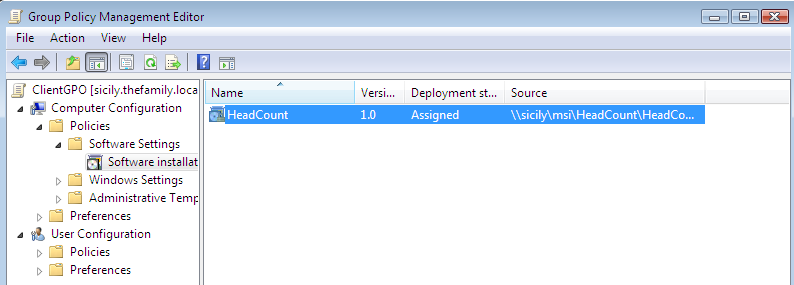 Group Policy Management Editor
File Action View Help
ClientGPO [sicily.thefamily.loca
Computer Configuration
Policies
Software Settings
Software installat
Windows Settings
Administrative Temp
Preferences
User Configuration
Policies
Preferences
Name Versi... Deployment st... Source
HeadCount 1.0 Assigned \\sicily\msi\HeadCount\HeadCo...